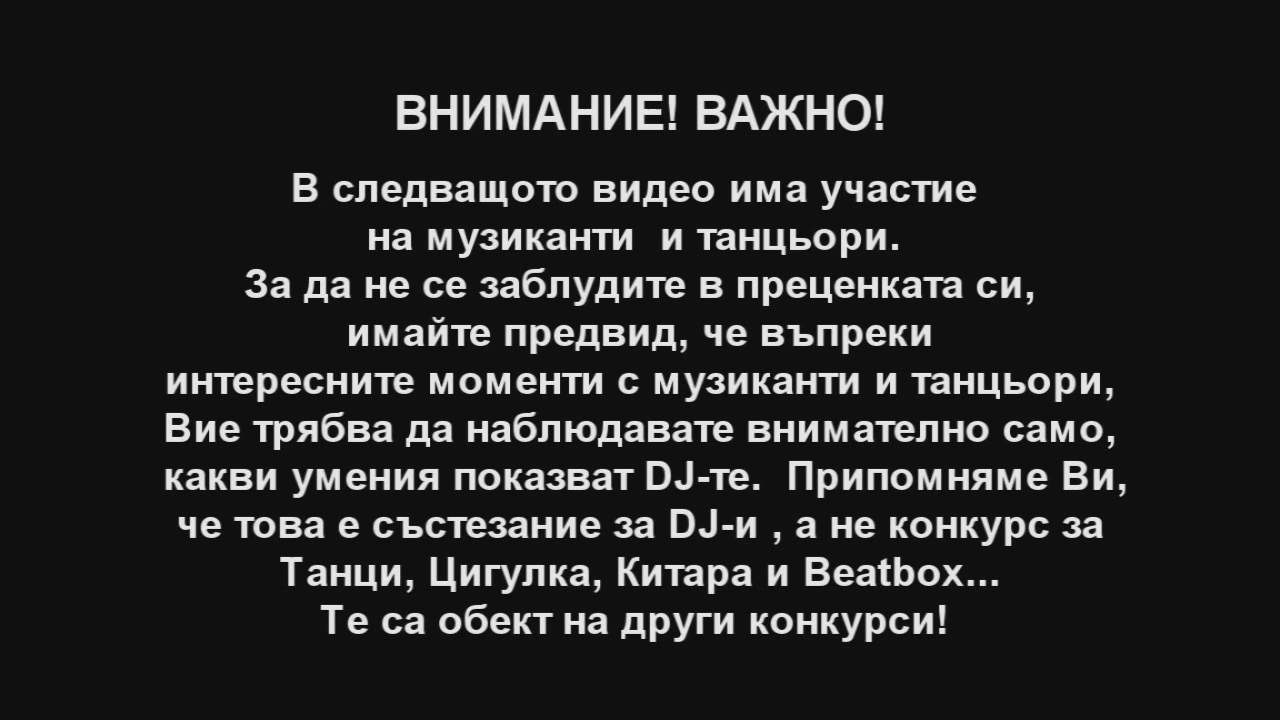 ВНИМАНИЕ! ВАЖНО!
В следващото видео има участие
на музиканти  и танцьори.
За да не се заблудите в преценката си,
имайте предвид, че въпреки
интересните моменти с музиканти и танцьори,
Вие трябва да наблюдавате внимателно само,
какви умения показват DJ-те.  Припомняме Ви,
че това е състезание за DJ-и , а не конкурс за
Танци, Цигулка, Китара и Beatbox...
Те са обект на други конкурси!